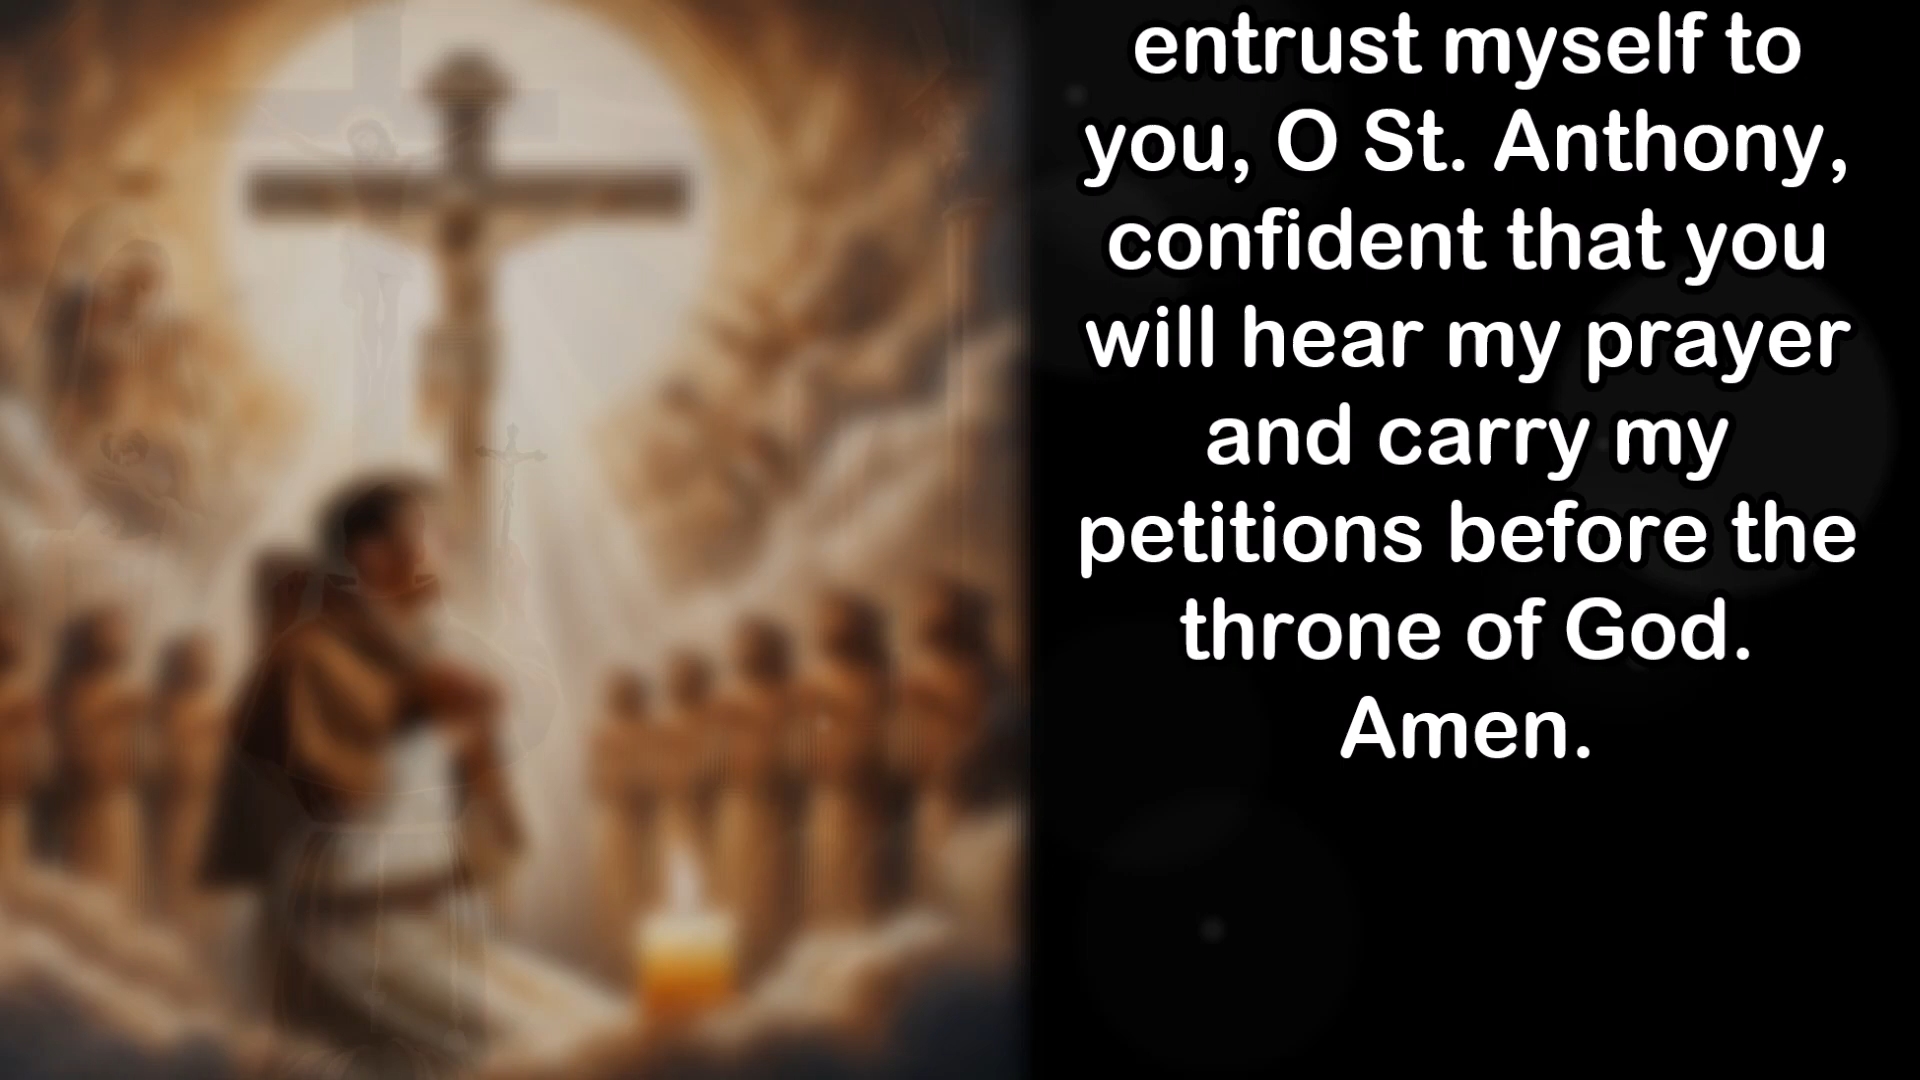 entrust myself to
you, O St. Anthony,
confident that you
will hear my prayer
and carry my
petitions before the
throne of God.
Amen.